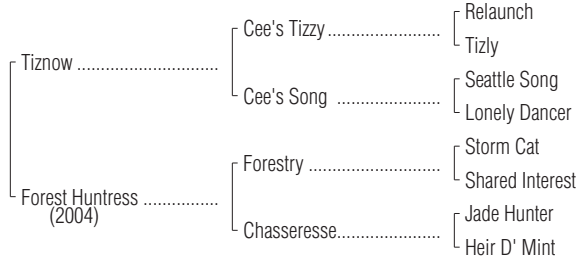 Relaunch
Cee's Tizzy
Tizly
Tiznow
Seattle Song
Cee's Song
Lonely Dancer
Storm Cat
Forestry
Shared Interest
Forest Huntress
(2004)
Jade Hunter
Chasseresse
Heir D' Mint